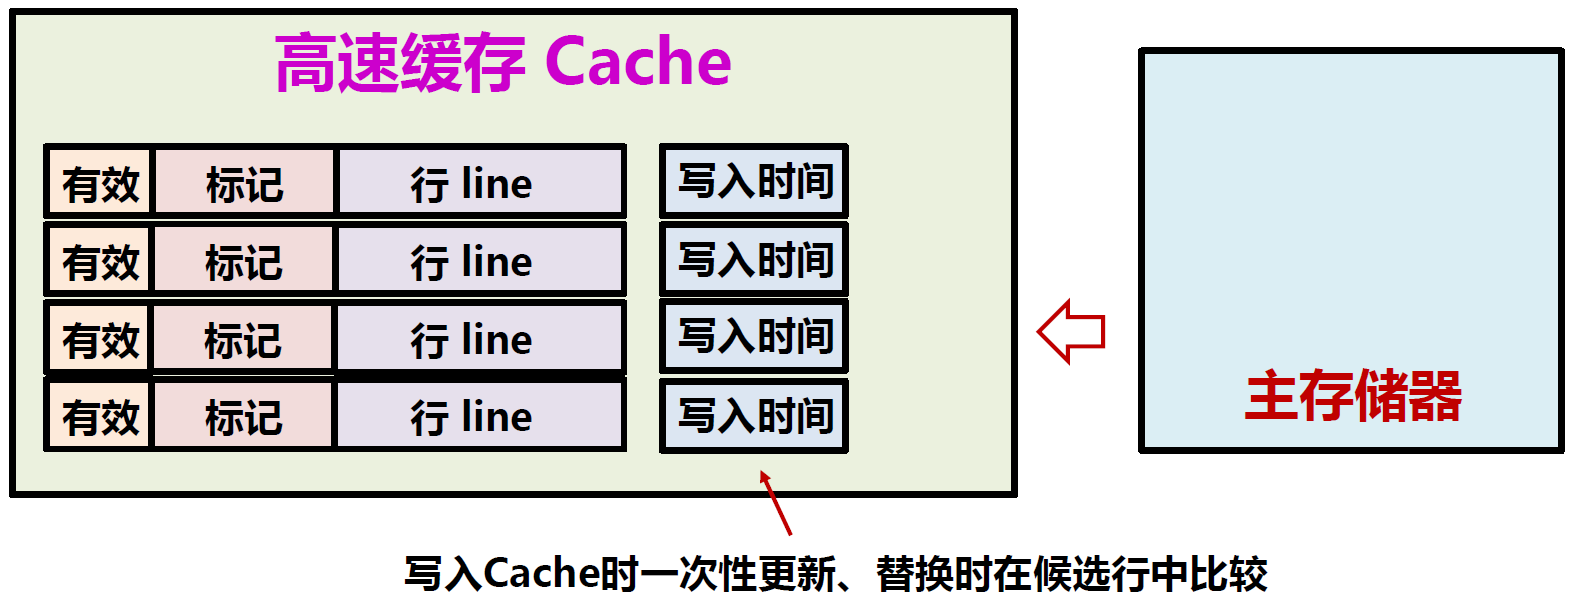 高速缓存 Cache
有效 标记 行 line 写入时间
有效 标记 行 line 写入时间
有效 标记 行 line 写入时间
有效 标记 行 line 写入时间
主存储器
写入Cache时一次性更新、替换时在候选行中比较